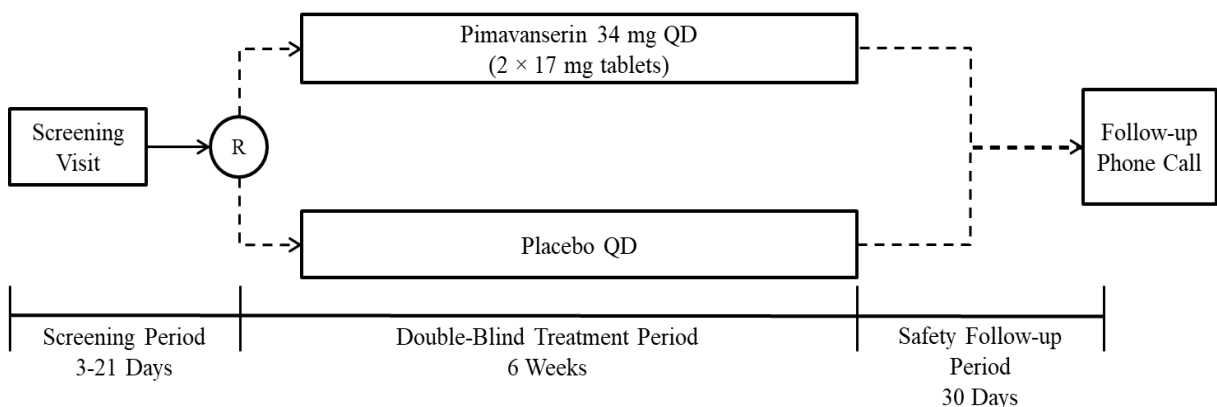 Pimavanserin 34 mg QD
(2 × 17 mg tablets)
Screening
Visit
R
Follow-up
Phone Call
Placebo QD
Screening Period
3-21 Days
Double-Blind Treatment Period
6 Weeks
Safety Follow-up
Period
30 Days